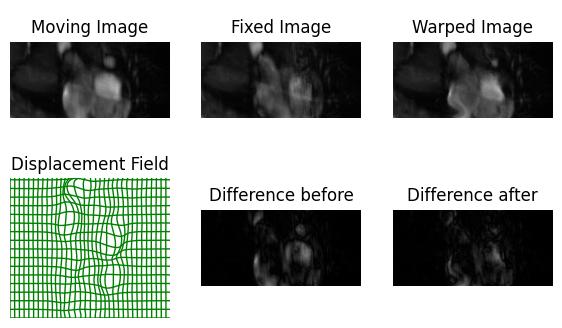 Moving Image
Fixed Image
Warped Image
Displacement Field
Difference before
Difference after